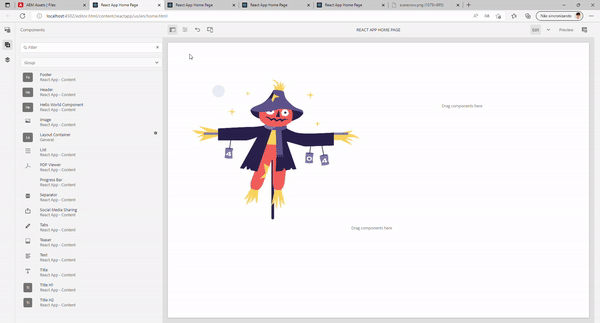 AEM Assets | Files
React App Home Page
React App Home Page
React App Home Page
React App Home Page
localhost:4502/editor.html/content/reactapp/us/en/home.html
Não sincronizando
Components
REACT APP HOME PAGE
Edit
Preview
Filter
Group
Footer
React App - Content
Header
React App - Content
Hello World Component
React App - Content
Image
React App - Content
Layout Container
General
List
React App - Content
PDF Viewer
React App - Content
Progress Bar
React App - Content
Separator
React App - Content
Social Media Sharing
React App - Content
Tabs
React App - Content
Teaser
React App - Content
Text
React App - Content
Title
React App - Content
Title H1
React App - Content
Title H2
React App - Content
Drag components here
4
0
4
Drag components here